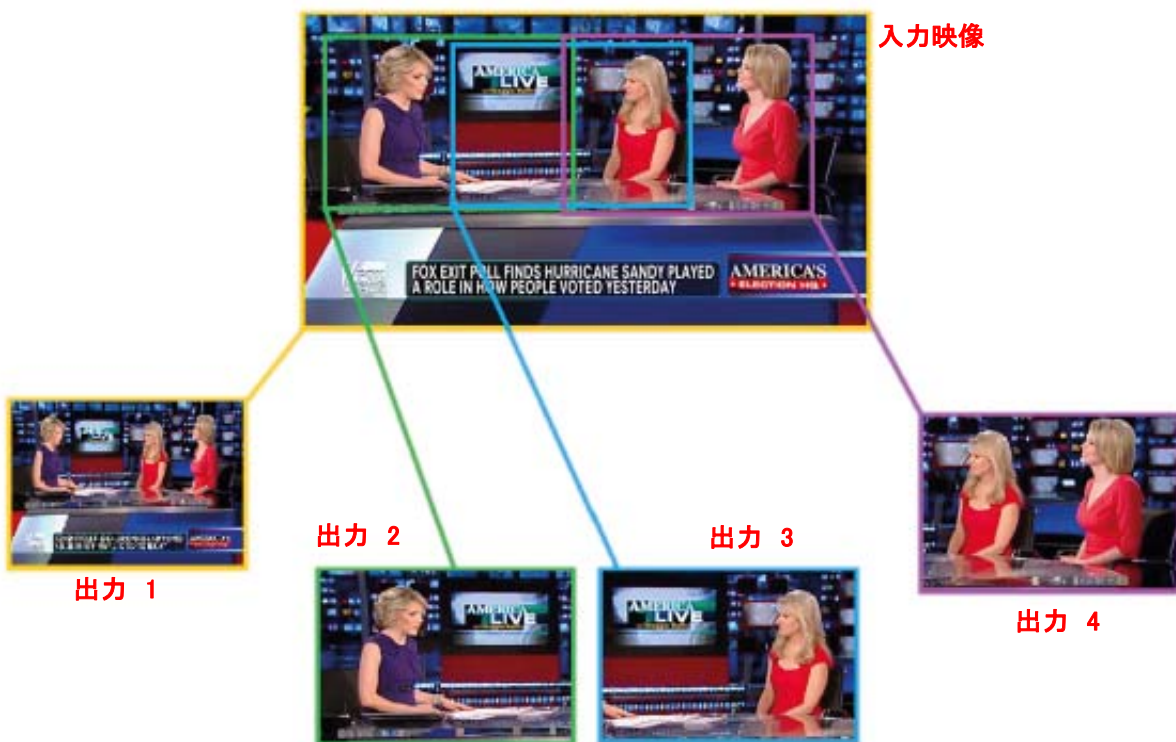 入力映像
AMERICA
LIVE
FOX EXIT POLL FINDS HURRICANE SANDY PLAYED
A ROLE IN HOW PEOPLE VOTED YESTERDAY
AMERICA'S
ELECTION HQ
出力 1
出力 2
出力 3
出力 4
AMERICA
LIVE
AMERICA
LIVE